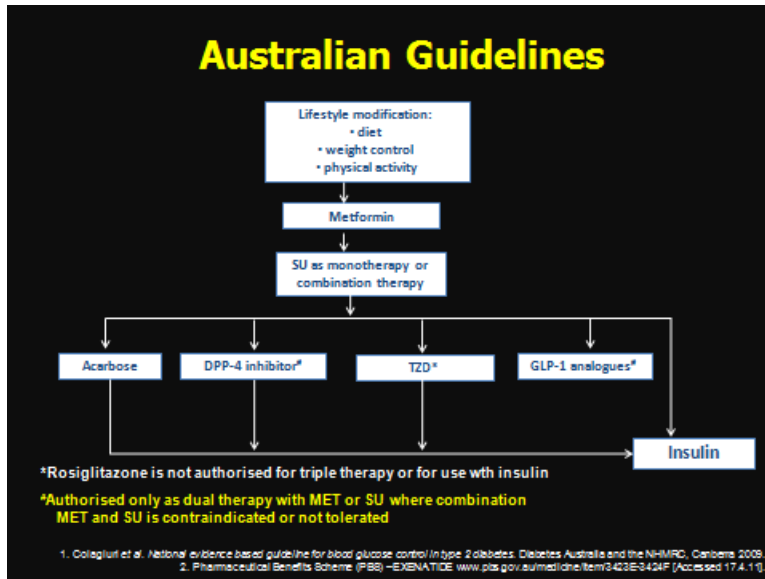 Australian Guidelines
Lifestyle modification:
• diet
• weight control
• physical activity
Metformin
SU as monotherapy or
combination therapy
Acarbose
DPP-4 inhibitor#
TZD*
GLP-1 analogues#
Insulin
*Rosiglitazone is not authorised for triple therapy or for use wth insulin
#Authorised only as dual therapy with MET or SU where combination
MET and SU is contraindicated or not tolerated
1. Colagiuri et al. National evidence based guideline for blood glucose control in type 2 diabetes. Diabetes Australia and the NHMRC, Canberra 2009.
2. Pharmaceutical Benefits Scheme (PBS) –EXENATIDE www.pbs.gov.au/medicine/item/3423E-3424F [Accessed 17.4.11].